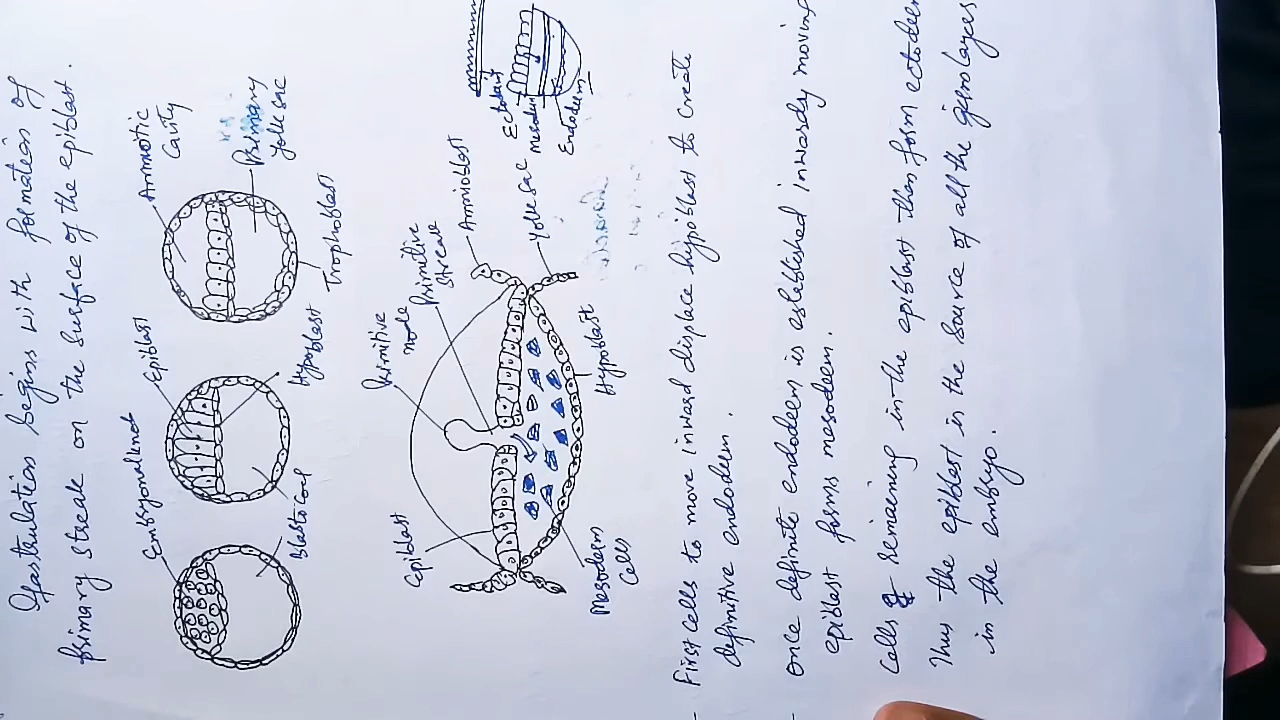 Gastrulation begins with formation of
primary streak on the surface of the epiblast.
Embryonal knot
Epiblast
Amniotic
Cavity
Primary
Yolk sac
Blastocoel
Hypoblast
Trophoblast
Epiblast
Primitive
node
Primitive
streak
Amnioblast
Yolk sac
Mesoderm
Cells
Hypoblast
Ectoderm
Mesoderm
Endoderm
- First cells to move inward displace hypoblast to create
definitive endoderm.
- once definite endoderm is established inwardly moving
epiblast forms mesoderm.
Cells remaining in the epiblast than form ectoderm
Thus the epiblast in the source of all the germ layers
in the embryo.